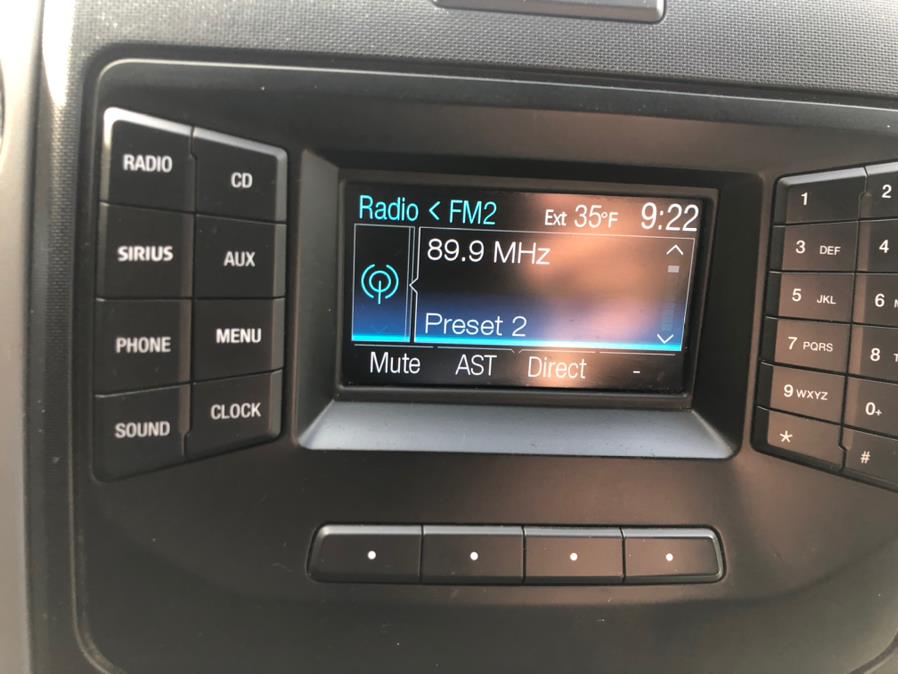 RADIO
CD
SIRIUS
AUX
PHONE
MENU
SOUND
CLOCK
Radio < FM2 Ext 35°F 9:22
89.9 MHz
Preset 2
Mute AST Direct -
1 2
3 DEF 4
5 JKL 6
7 PQRS 8
9 WXYZ 0+
* #